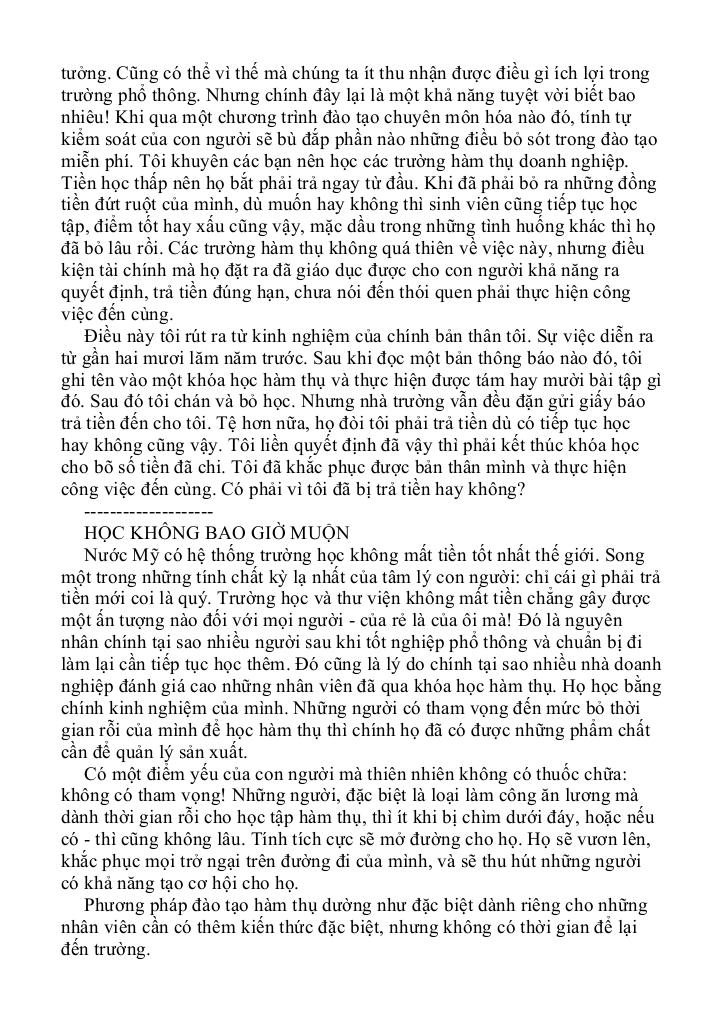 tưởng. Cũng có thể vì thế mà chúng ta ít thu nhận được điều gì ích lợi trong
trường phổ thông. Nhưng chính đây lại là một khả năng tuyệt vời biết bao
nhiêu! Khi qua một chương trình đào tạo chuyên môn hóa nào đó, tính tự
kiểm soát của con người sẽ bù đắp phần nào những điều bỏ sót trong đào tạo
miễn phí. Tôi khuyên các bạn nên học các trường hàm thụ doanh nghiệp.
Tiền học thấp nên họ bắt phải trả ngay từ đầu. Khi đã phải bỏ ra những đồng
tiền đứt ruột của mình, dù muốn hay không thì sinh viên cũng tiếp tục học
tập, điểm tốt hay xấu cũng vậy, mặc dầu trong những tình huống khác thì họ
đã bỏ lâu rồi. Các trường hàm thụ không quá thiên về việc này, nhưng điều
kiện tài chính mà họ đặt ra đã giáo dục được cho con người khả năng ra
quyết định, trả tiền đúng hạn, chưa nói đến thói quen phải thực hiện công
việc đến cùng.
Điều này tôi rút ra từ kinh nghiệm của chính bản thân tôi. Sự việc diễn ra
từ gần hai mươi lăm năm trước. Sau khi đọc một bản thông báo nào đó, tôi
ghi tên vào một khóa học hàm thụ và thực hiện được tám hay mười bài tập gì
đó. Sau đó tôi chán và bỏ học. Nhưng nhà trường vẫn đều đặn gửi giấy báo
trả tiền đến cho tôi. Tệ hơn nữa, họ đòi tôi phải trả tiền dù có tiếp tục học
hay không cũng vậy. Tôi liền quyết định đã vậy thì phải kết thúc khóa học
cho bõ số tiền đã chi. Tôi đã khắc phục được bản thân mình và thực hiện
công việc đến cùng. Có phải vì tôi đã bị trả tiền hay không?
--------------------
HỌC KHÔNG BAO GIỜ MUỘN
Nước Mỹ có hệ thống trường học không mất tiền tốt nhất thế giới. Song
một trong những tính chất kỳ lạ nhất của tâm lý con người: chỉ cái gì phải trả
tiền mới coi là quý. Trường học và thư viện không mất tiền chẳng gây được
một ấn tượng nào đối với mọi người - của rẻ là của ôi mà! Đó là nguyên
nhân chính tại sao nhiều người sau khi tốt nghiệp phổ thông và chuẩn bị đi
làm lại cần tiếp tục học thêm. Đó cũng là lý do chính tại sao nhiều nhà doanh
nghiệp đánh giá cao những nhân viên đã qua khóa học hàm thụ. Họ học bằng
chính kinh nghiệm của mình. Những người có tham vọng đến mức bỏ thời
gian rỗi của mình để học hàm thụ thì chính họ đã có được những phẩm chất
cần để quản lý sản xuất.
Có một điểm yếu của con người mà thiên nhiên không có thuốc chữa:
không có tham vọng! Những người, đặc biệt là loại làm công ăn lương mà
dành thời gian rỗi cho học tập hàm thụ, thì ít khi bị chìm dưới đáy, hoặc nếu
có - thì cũng không lâu. Tính tích cực sẽ mở đường cho họ. Họ sẽ vươn lên,
khắc phục mọi trở ngại trên đường đi của mình, và sẽ thu hút những người
có khả năng tạo cơ hội cho họ.
Phương pháp đào tạo hàm thụ dường như đặc biệt dành riêng cho những
nhân viên cần có thêm kiến thức đặc biệt, nhưng không có thời gian để lại
đến trường.